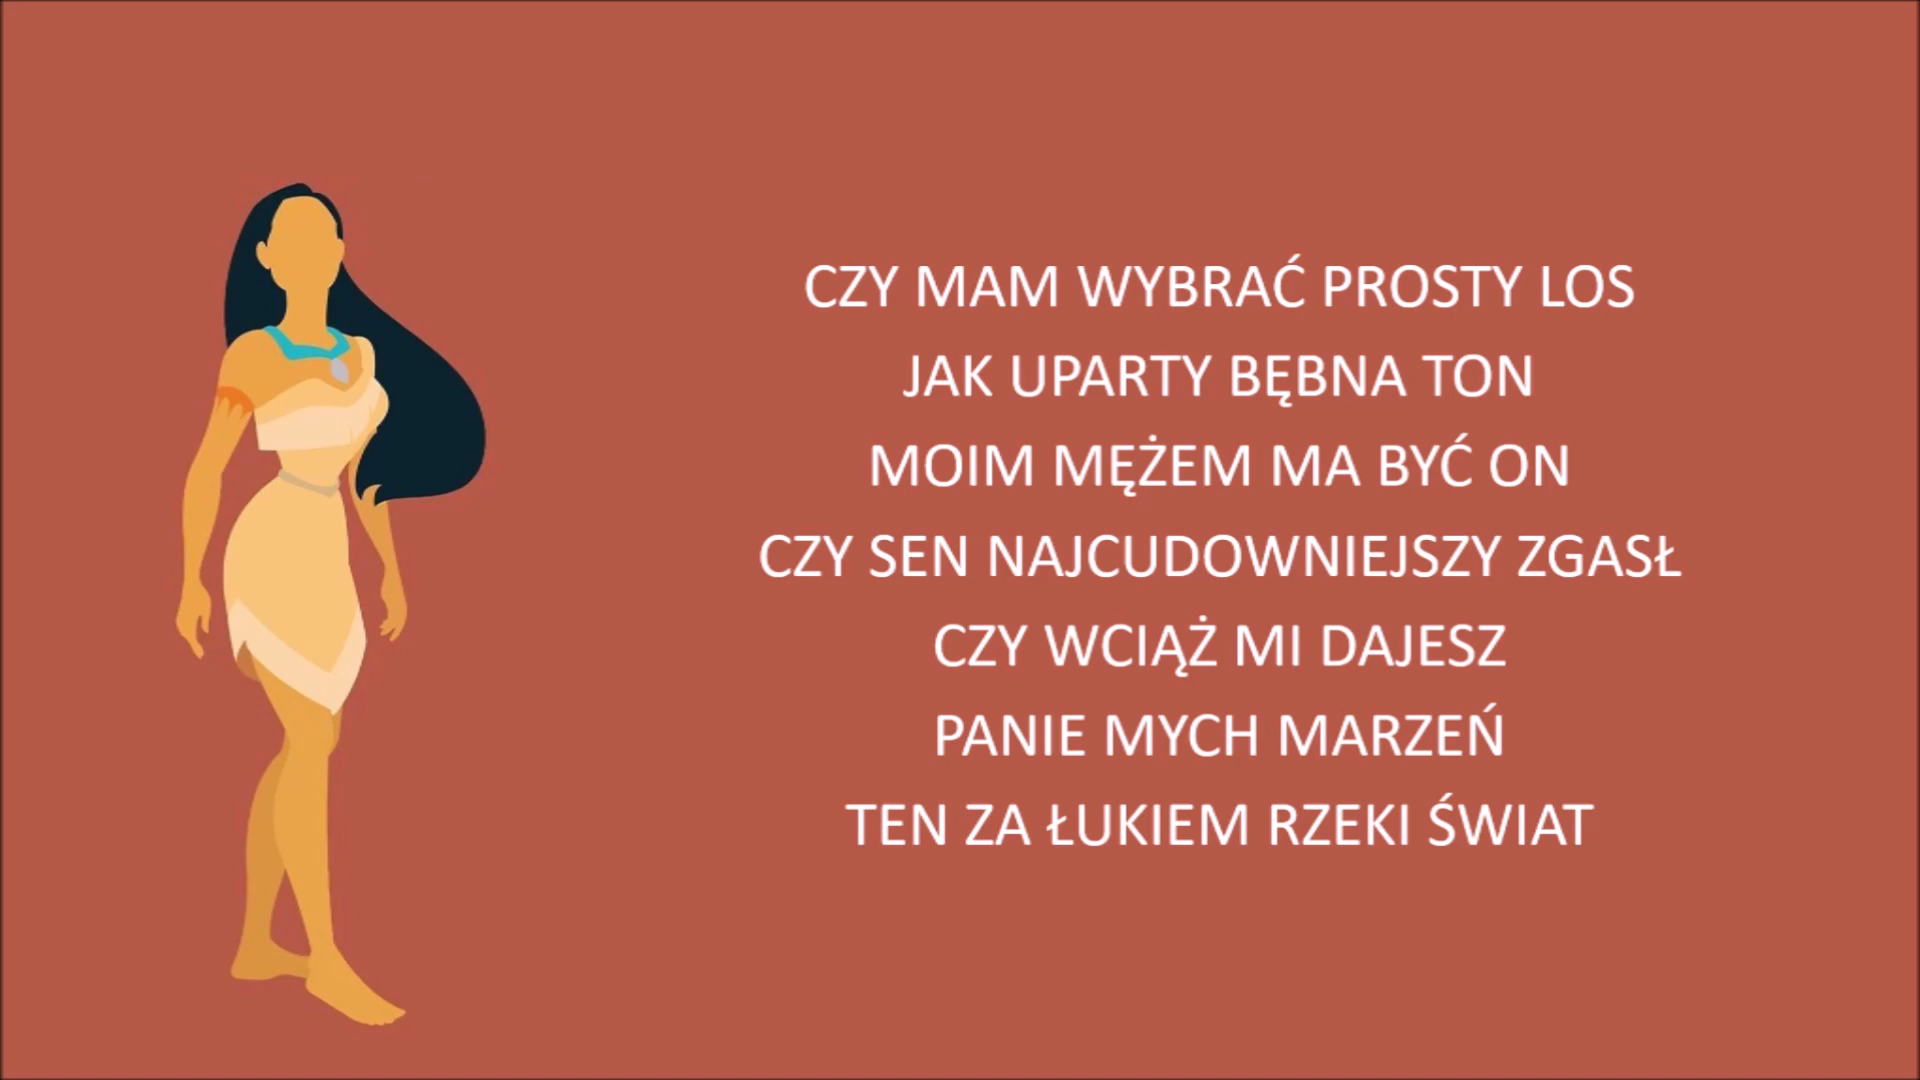 CZY MAM WYBRAĆ PROSTY LOS
JAK UPARTY BĘBNA TON
MOIM MĘŻEM MA BYĆ ON
CZY SEN NAJCUDOWNIEJSZY ZGASŁ
CZY WCIĄŻ MI DAJESZ
PANIE MYCH MARZEŃ
TEN ZA ŁUKIEM RZEKI ŚWIAT